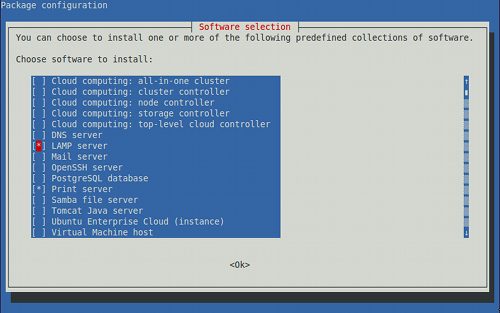 Package configuration
Software selection
You can choose to install one or more of the following predefined collections of software.
Choose software to install:
[ ] Cloud computing: all-in-one cluster
[ ] Cloud computing: cluster controller
[ ] Cloud computing: node controller
[ ] Cloud computing: storage controller
[ ] Cloud computing: top-level cloud controller
[ ] DNS server
[*] LAMP server
[ ] Mail server
[ ] OpenSSH server
[ ] PostgreSQL database
[*] Print server
[ ] Samba file server
[ ] Tomcat Java server
[ ] Ubuntu Enterprise Cloud (instance)
[ ] Virtual Machine host
<Ok>